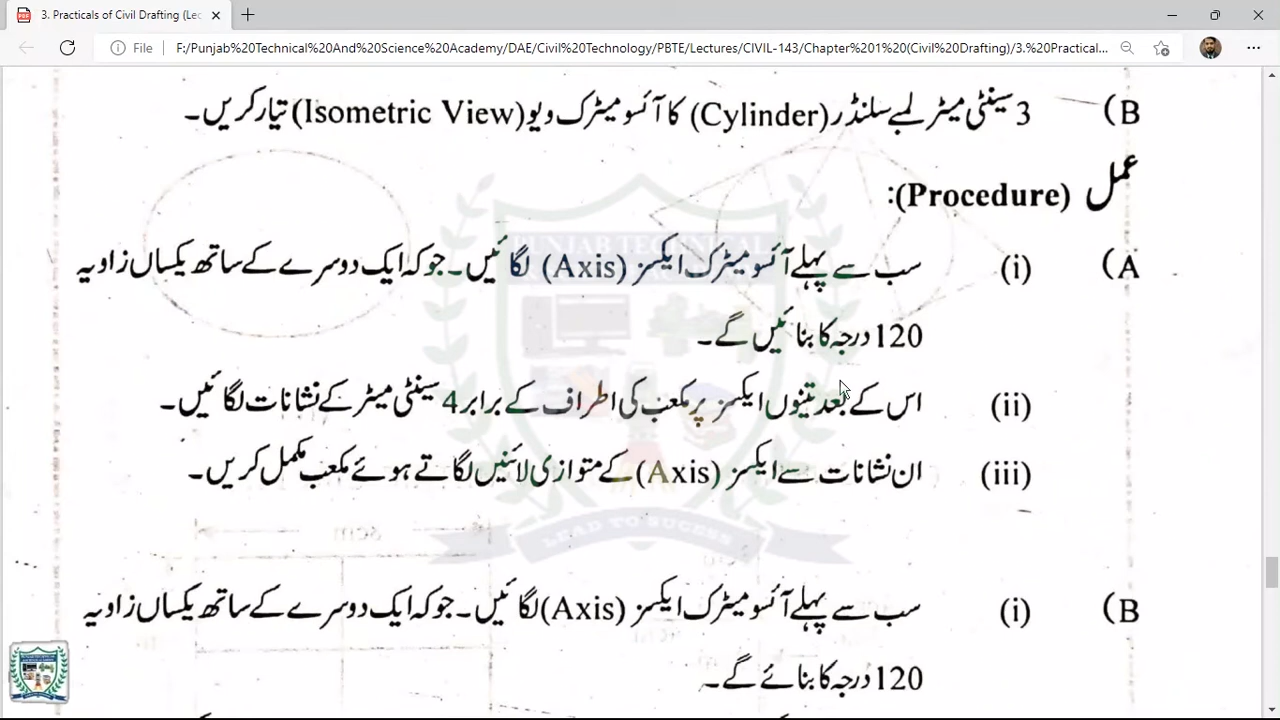 3. Practicals of Civil Drafting (Lec
File F:/Punjab%20Technical%20And%20Science%20Academy/DAE/Civil%20Technology/PBTE/Lectures/CIVIL-143/Chapter%201%20(Civil%20Drafting)/3.%20Practical...
B) 3 سینٹی میٹر لمبے سلنڈر (Cylinder) کا آئسومیٹرک ویو (Isometric View) تیار کریں۔
عمل (Procedure):
A) (i) سب سے پہلے آئسومیٹرک ایکسز (Axis) لگائیں۔ جو کہ ایک دوسرے کے ساتھ یکساں زاویہ
120 درجہ کا بنائیں گے۔
(ii) اس کے بعد تینوں ایکسز پر مکعب کی اطراف کے برابر 4 سینٹی میٹر کے نشانات لگائیں۔
(iii) ان نشانات سے ایکسز (Axis) کے متوازی لائنیں لگاتے ہوئے مکعب مکمل کریں۔
B) (i) سب سے پہلے آئسومیٹرک ایکسز (Axis) لگائیں۔ جو کہ ایک دوسرے کے ساتھ یکساں زاویہ
120 درجہ کا بنائے گے۔
PUNJAB TECHNICAL
LEAD TO SUCCESS